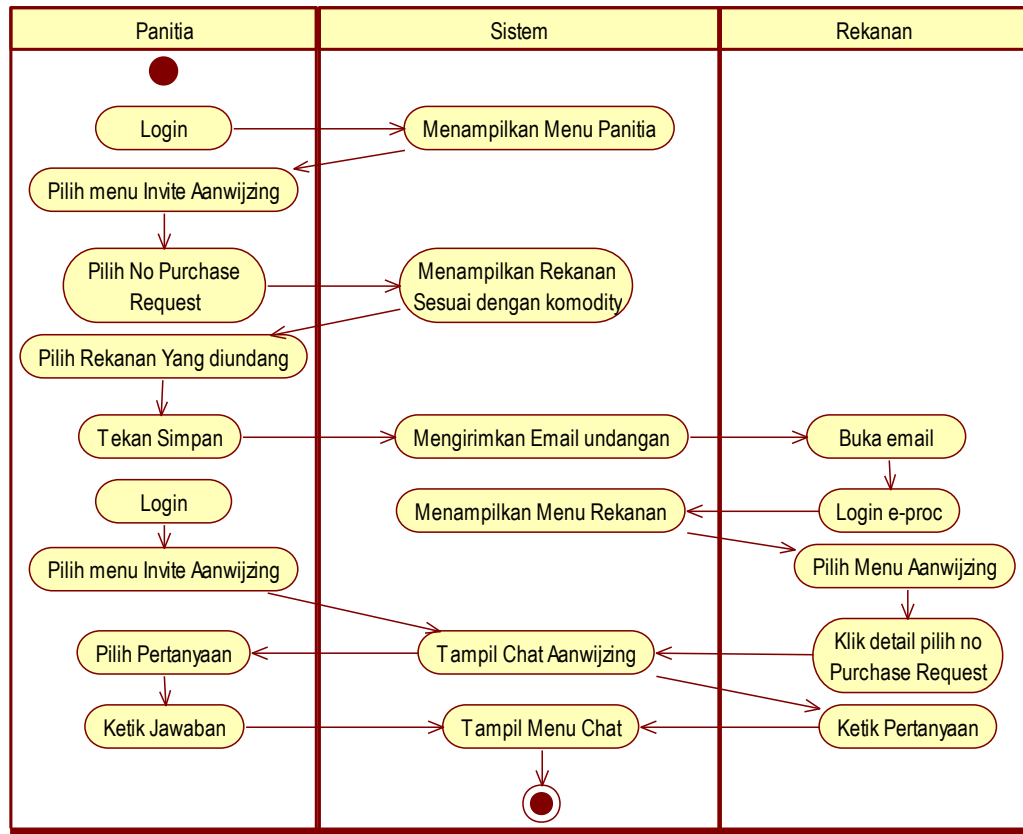 Panitia
Sistem
Rekanan
Login
Menampilkan Menu Panitia
Pilih menu Invite Aanwijzing
Pilih No Purchase
Request
Menampilkan Rekanan
Sesuai dengan komodity
Pilih Rekanan Yang diundang
Tekan Simpan
Mengirimkan Email undangan
Buka email
Login
Menampilkan Menu Rekanan
Login e-proc
Pilih menu Invite Aanwijzing
Pilih Menu Aanwijzing
Pilih Pertanyaan
Tampil Chat Aanwijzing
Klik detail pilih no
Purchase Request
Ketik Jawaban
Tampil Menu Chat
Ketik Pertanyaan